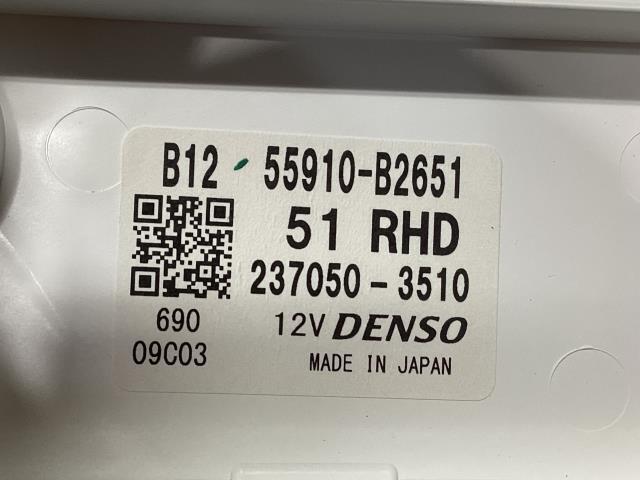 B12 55910-B2651
51 RHD
237050-3510
690 12V DENSO
09C03 MADE IN JAPAN